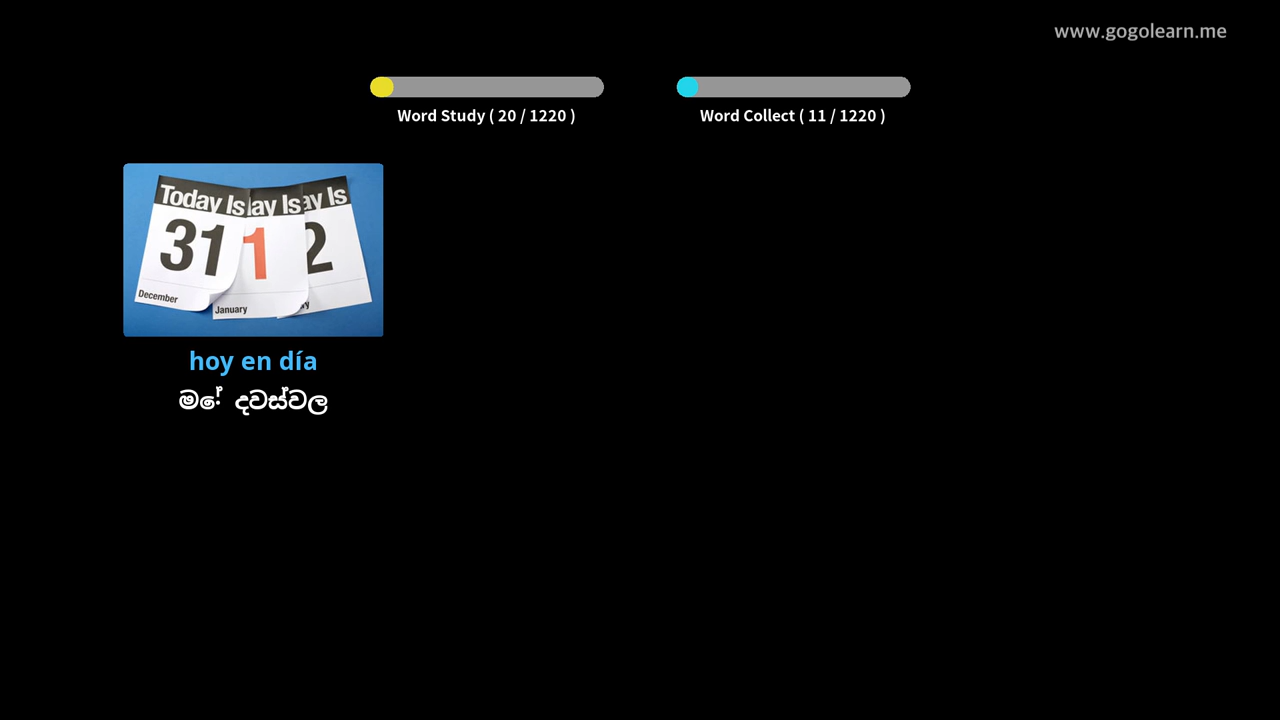 www.gogolearn.me
Word Study ( 20 / 1220 )
Word Collect ( 11 / 1220 )
Today Is
ay Is
ay Is
31
1
2
December
January
ry
hoy en día
මේ දවස්වල